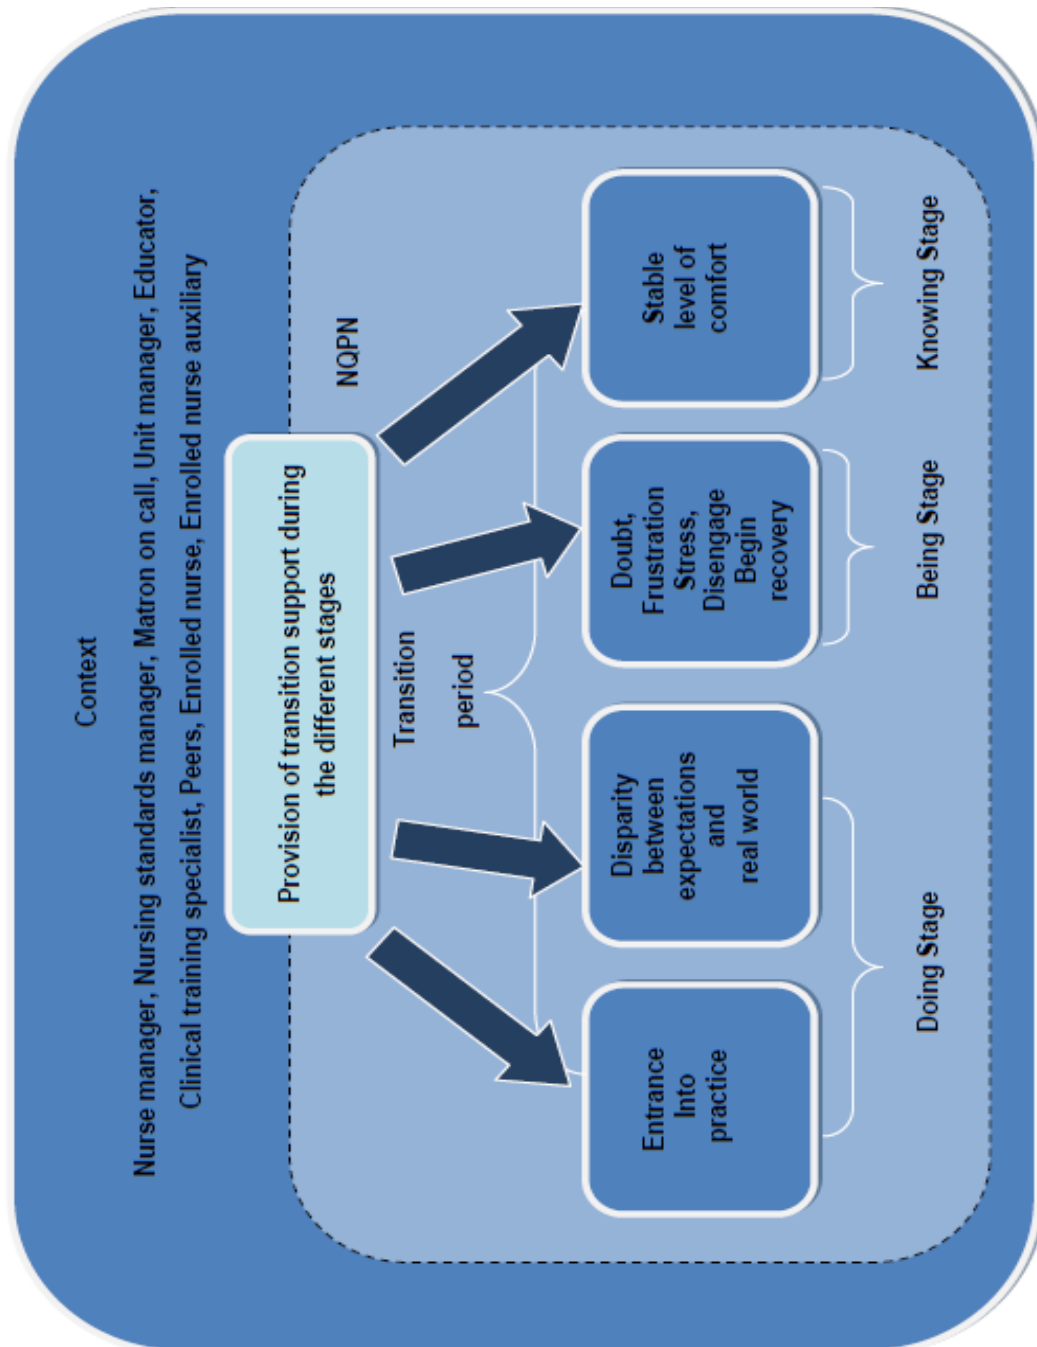 Context
Nurse manager, Nursing standards manager, Matron on call, Unit manager, Educator,
Clinical training specialist, Peers, Enrolled nurse, Enrolled nurse auxiliary
Provision of transition support during
the different stages
NQPN
Transition
period
Entrance
Into
practice
Disparity
between
expectations
and
real world
Doubt,
Frustration
Stress,
Disengage
Begin
recovery
Stable
level of
comfort
Doing Stage
Being Stage
Knowing Stage